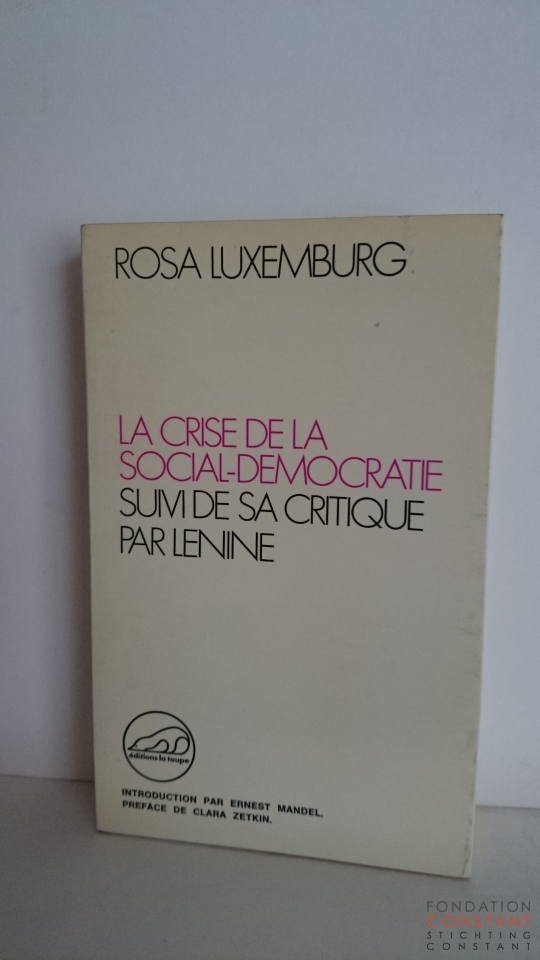 ROSA LUXEMBURG
LA CRISE DE LA
SOCIAL-DEMOCRATIE
SUIVI DE SA CRITIQUE
PAR LENINE
éditions la taupe
INTRODUCTION PAR ERNEST MANDEL.
PREFACE DE CLARA ZETKIN.
FONDATION
CONSTANT
STICHTING
CONSTANT